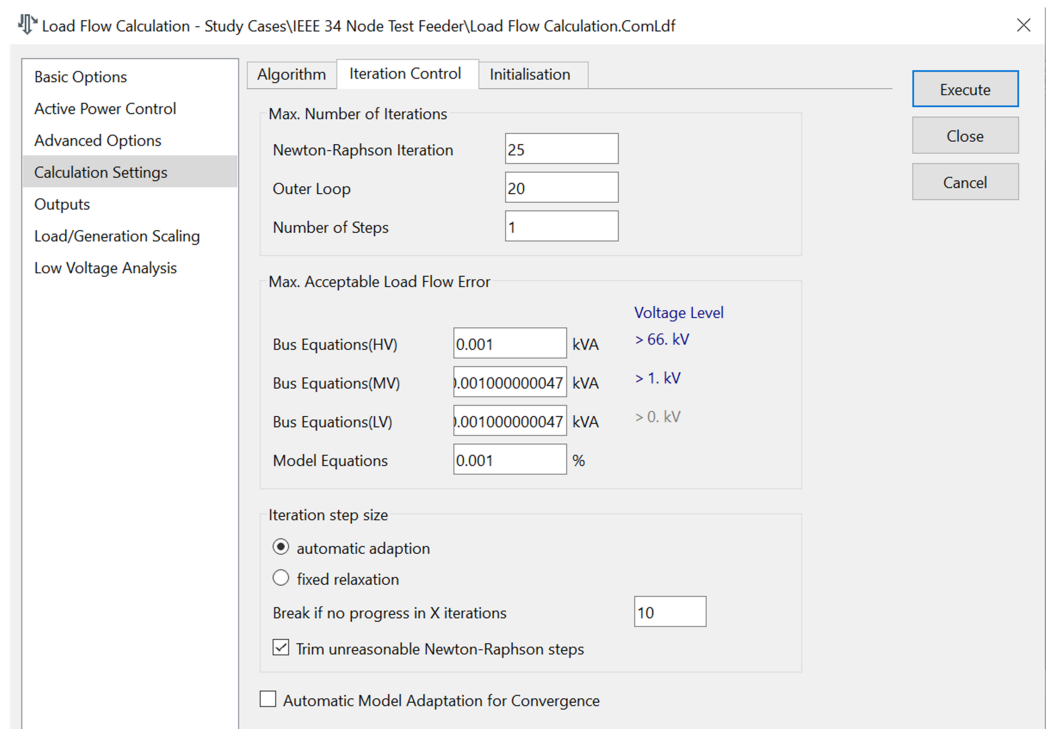 Load Flow Calculation - Study Cases\IEEE 34 Node Test Feeder\Load Flow Calculation.ComLdf
Basic Options
Active Power Control
Advanced Options
Calculation Settings
Outputs
Load/Generation Scaling
Low Voltage Analysis
Algorithm Iteration Control Initialisation
Max. Number of Iterations
Newton-Raphson Iteration 25
Outer Loop 20
Number of Steps 1
Max. Acceptable Load Flow Error
Voltage Level
Bus Equations(HV) 0.001 kVA > 66. kV
Bus Equations(MV) 0.001000000047 kVA > 1. kV
Bus Equations(LV) 0.001000000047 kVA > 0. kV
Model Equations 0.001 %
Iteration step size
automatic adaption
fixed relaxation
Break if no progress in X iterations 10
Trim unreasonable Newton-Raphson steps
Automatic Model Adaptation for Convergence
Execute
Close
Cancel